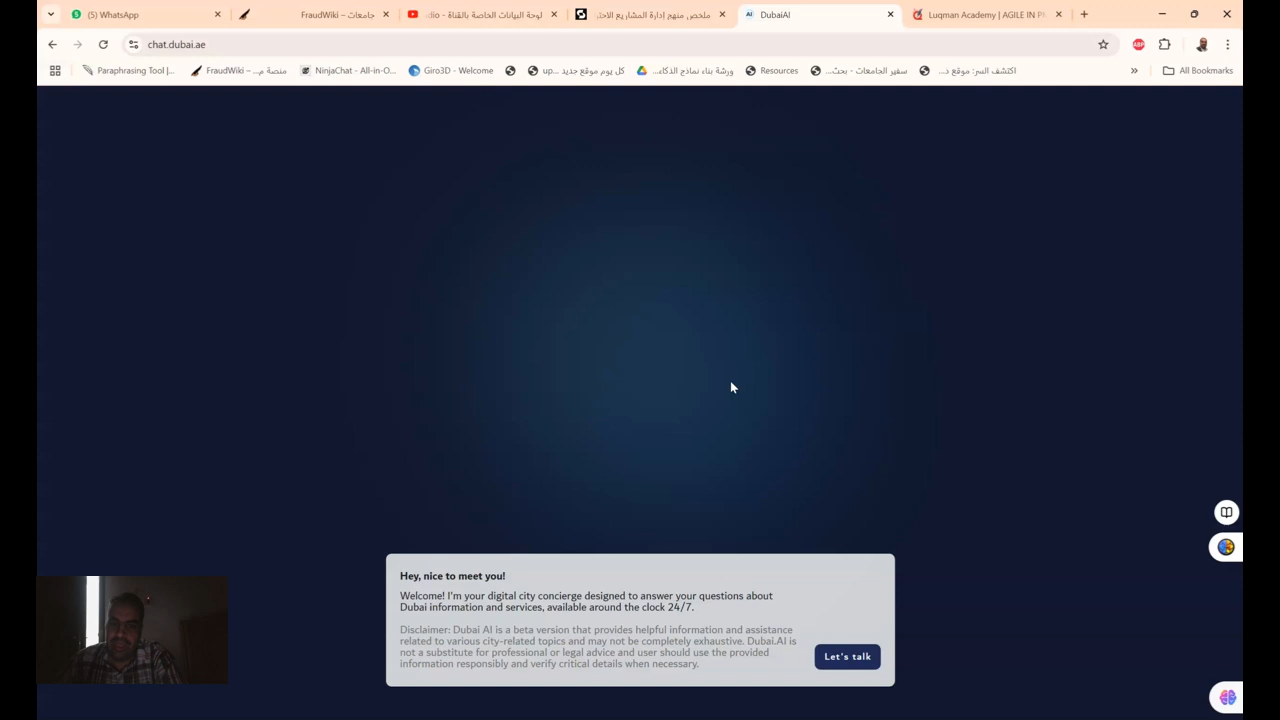 (5) WhatsApp
FraudWiki – جامعات
لوحة البيانات الخاصة بالقناة - dio
ملخص منهج إدارة المشاريع الاحتر
AI DubaiAI
Luqman Academy | AGILE IN P
chat.dubai.ae
ABP
Paraphrasing Tool |...
FraudWiki – منصة م...
NinjaChat - All-in-O...
Giro3D - Welcome
كل يوم موقع جديد up...
ورشة بناء نماذج الذكاء...
Resources
سفير الجامعات - بحث...
اكتشف السر: موقع ذ...
All Bookmarks
Hey, nice to meet you!
Welcome! I'm your digital city concierge designed to answer your questions about
Dubai information and services, available around the clock 24/7.
Disclaimer: Dubai AI is a beta version that provides helpful information and assistance
related to various city-related topics and may not be completely exhaustive. Dubai.AI is
not a substitute for professional or legal advice and user should use the provided
information responsibly and verify critical details when necessary.
Let's talk